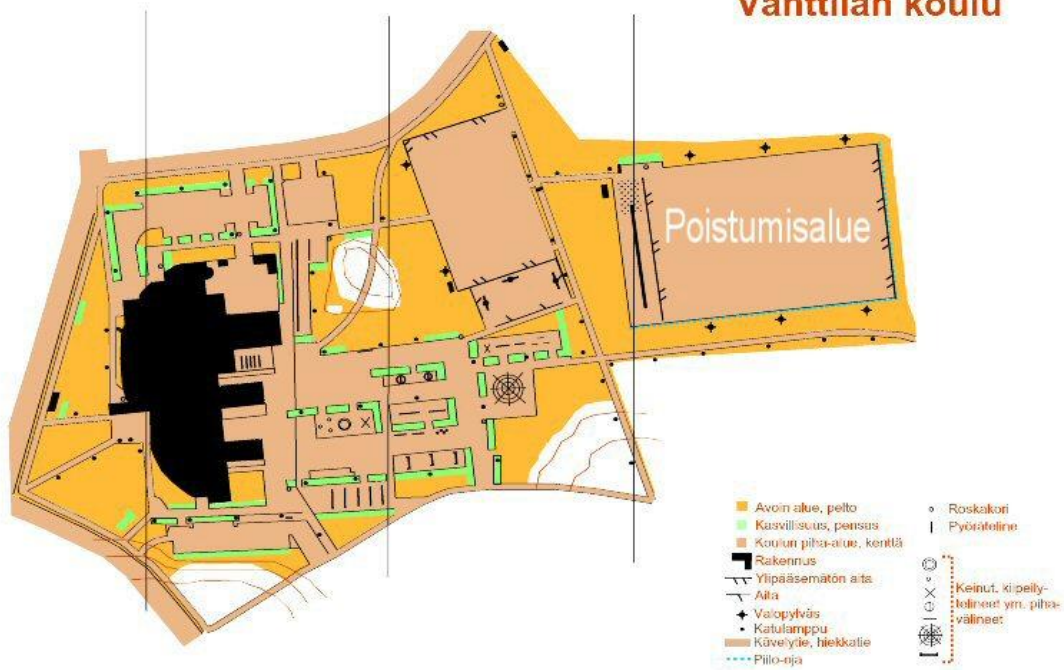 Vanttilan koulu
Poistumisalue
Avoin alue, pelto
Kasvillisuus, pensas
Koulun piha-alue, kenttä
Rakennus
Ylipääsemätön aita
Aita
Valopylväs
Katulamppu
Kävelytie, hiekkatie
Piilo-oja
Roskakori
Pyöräteline
Keinut, kiipeily-
telineet ym. piha-
välineet